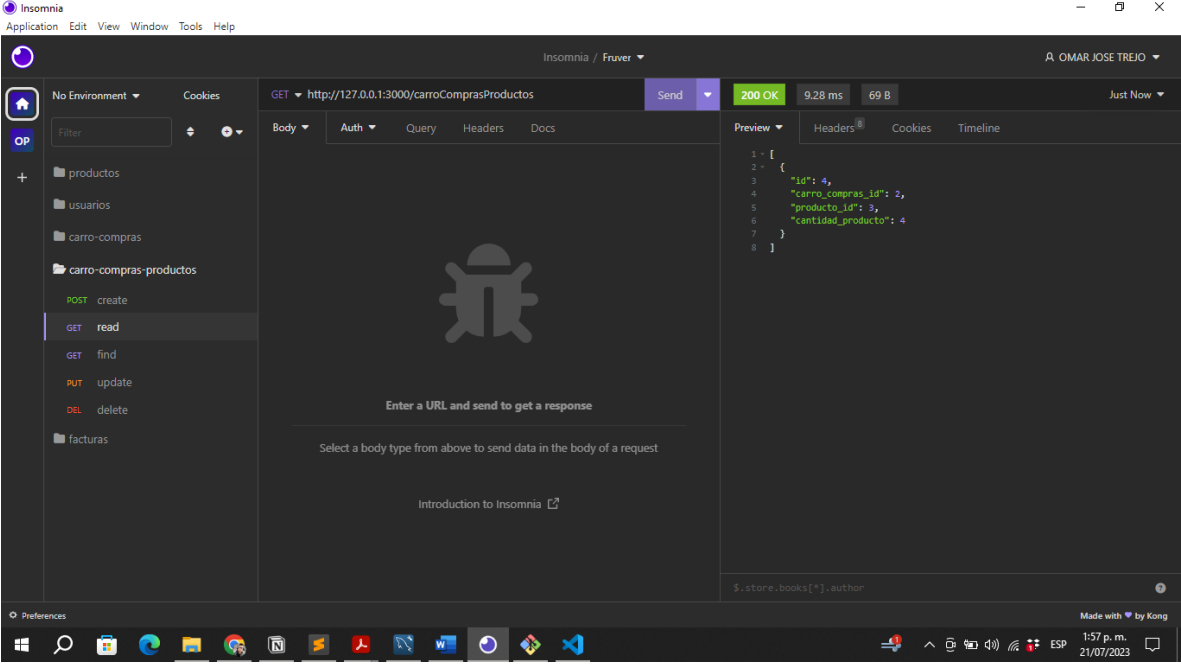 Insomnia
Application Edit View Window Tools Help
Insomnia / Fruver
OMAR JOSE TREJO
No Environment Cookies
Filter
OP
productos
usuarios
carro-compras
carro-compras-productos
POST create
GET read
GET find
PUT update
DEL delete
facturas
GET http://127.0.0.1:3000/carroComprasProductos Send
Body Auth Query Headers Docs
Enter a URL and send to get a response
Select a body type from above to send data in the body of a request
Introduction to Insomnia
200 OK 9.28 ms 69 B Just Now
Preview Headers 8 Cookies Timeline
1 [
2 {
3 "id": 4,
4 "carro_compras_id": 2,
5 "producto_id": 3,
6 "cantidad_producto": 4
7 }
8 ]
$.store.books[*].author
Preferences
Made with by Kong
ESP
1:57 p. m.
21/07/2023